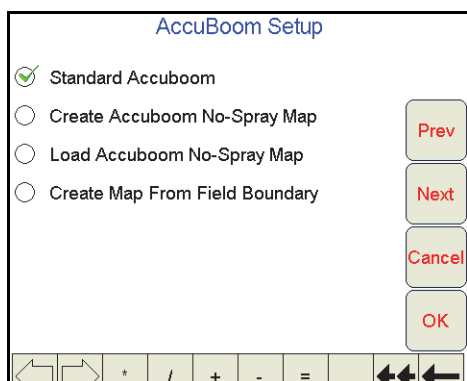 AccuBoom Setup
Standard Accuboom
Create Accuboom No-Spray Map
Load Accuboom No-Spray Map
Create Map From Field Boundary
Prev
Next
Cancel
OK
* / + - =